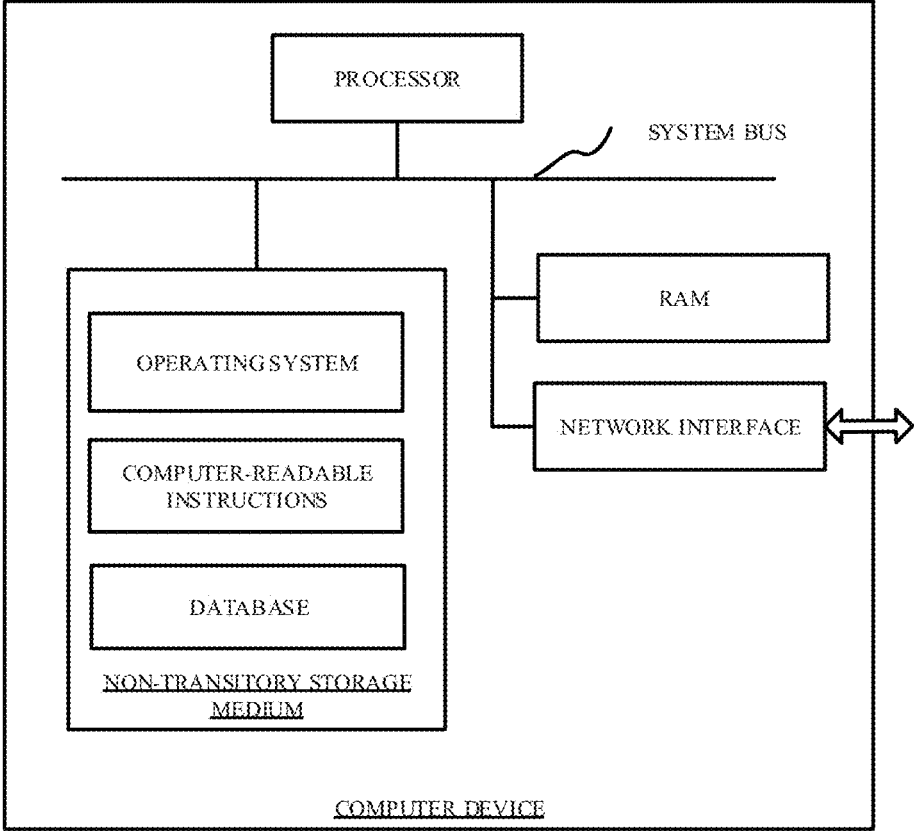 PROCESSOR
SYSTEM BUS
RAM
OPERATING SYSTEM
NETWORK INTERFACE
COMPUTER-READABLE
INSTRUCTIONS
DATABASE
NON-TRANSITORY STORAGE
MEDIUM
COMPUTER DEVICE